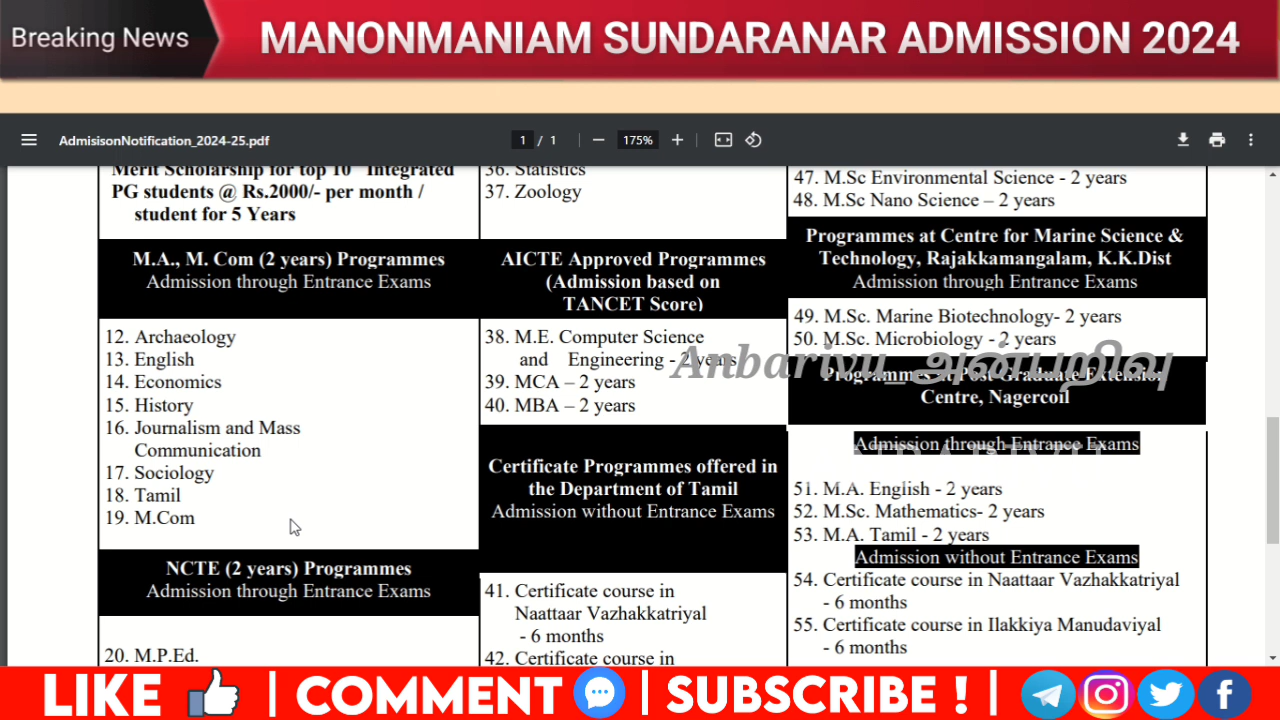 Breaking News
MANONMANIAM SUNDARANAR ADMISSION 2024
AdmisisonNotification_2024-25.pdf
1 / 1
175%
Merit Scholarship for top 10 Integrated
PG students @ Rs.2000/- per month /
student for 5 Years
M.A., M. Com (2 years) Programmes
Admission through Entrance Exams
12. Archaeology
13. English
14. Economics
15. History
16. Journalism and Mass
Communication
17. Sociology
18. Tamil
19. M.Com
NCTE (2 years) Programmes
Admission through Entrance Exams
20. M.P.Ed.
36. Statistics
37. Zoology
AICTE Approved Programmes
(Admission based on
TANCET Score)
38. M.E. Computer Science
and Engineering - 2 years
39. MCA – 2 years
40. MBA – 2 years
Certificate Programmes offered in
the Department of Tamil
Admission without Entrance Exams
41. Certificate course in
Naattaar Vazhakkatriyal
- 6 months
42. Certificate course in
47. M.Sc Environmental Science - 2 years
48. M.Sc Nano Science – 2 years
Programmes at Centre for Marine Science &
Technology, Rajakkamangalam, K.K.Dist
Admission through Entrance Exams
49. M.Sc. Marine Biotechnology- 2 years
50. M.Sc. Microbiology - 2 years
Anbarivu_அன்பறிவு
Programmes at Post Graduate Extension
Centre, Nagercoil
Admission through Entrance Exams
51. M.A. English - 2 years
52. M.Sc. Mathematics- 2 years
53. M.A. Tamil - 2 years
Admission without Entrance Exams
54. Certificate course in Naattaar Vazhakkatriyal
- 6 months
55. Certificate course in Ilakkiya Manudaviyal
- 6 months
LIKE | COMMENT | SUBSCRIBE ! |